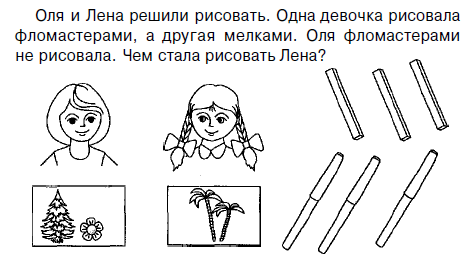 Оля и Лена решили рисовать. Одна девочка рисовала
фломастерами, а другая мелками. Оля фломастерами
не рисовала. Чем стала рисовать Лена?